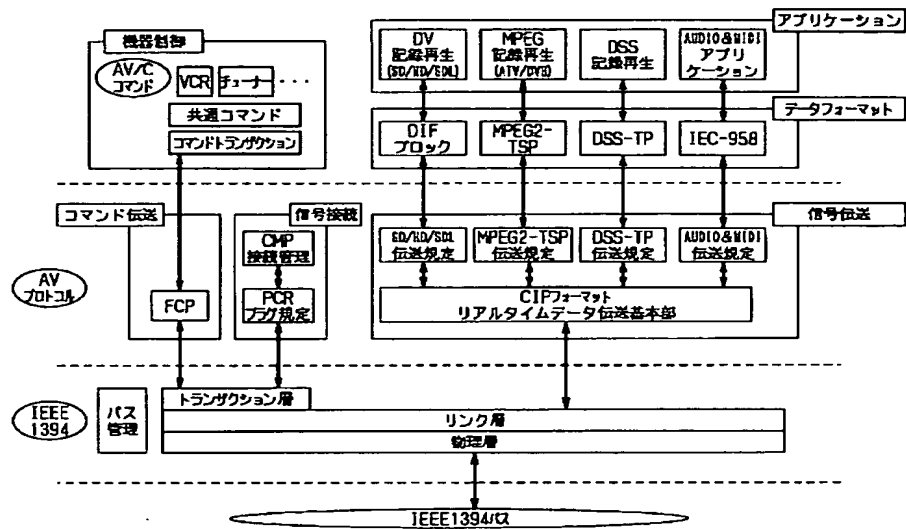 アプリケーション
機器制御
AV/C
コマンド
VCR
チューナー
・・・
共通コマンド
コマンドトランザクション
DV
記録再生
(SD/HD/SDL)
MPEG
記録再生
(ATV/DVB)
DSS
記録再生
AUDIO&MIDI
アプリ
ケーション
データフォーマット
DIF
ブロック
MPEG2-
TSP
DSS-TP
IEC-958
コマンド伝送
信号接続
信号伝送
CMP
接続管理
SD/HD/SDL
伝送規定
MPEG2-TSP
伝送規定
DSS-TP
伝送規定
AUDIO&MIDI
伝送規定
AV
プロトコル
FCP
PCR
プラグ規定
CIPフォーマット
リアルタイムデータ伝送基本部
IEEE
1394
バス
管理
トランザクション層
リンク層
物理層
IEEE1394バス